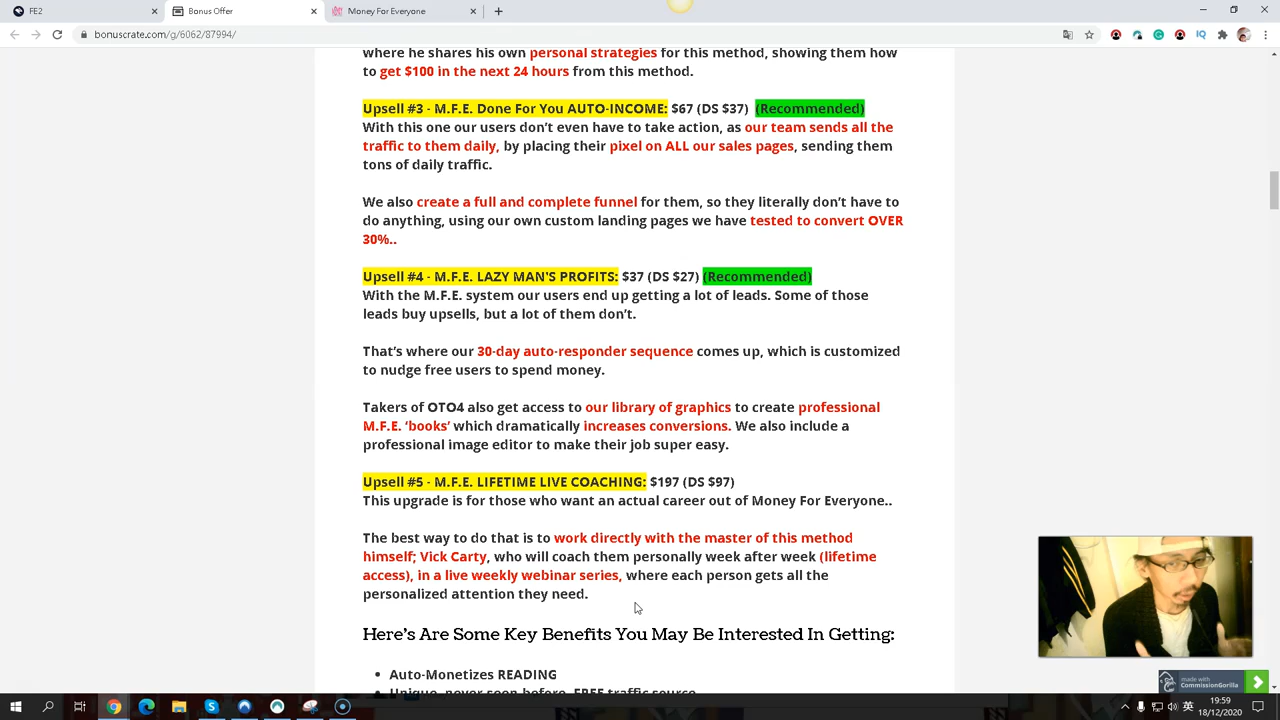 FE2
Bonus Offer
Money For Everyone
bonuscrate.com/g/6062/87994/
where he shares his own personal strategies for this method, showing them how
to get $100 in the next 24 hours from this method.
Upsell #3 - M.F.E. Done For You AUTO-INCOME: $67 (DS $37) (Recommended)
With this one our users don't even have to take action, as our team sends all the
traffic to them daily, by placing their pixel on ALL our sales pages, sending them
tons of daily traffic.
We also create a full and complete funnel for them, so they literally don't have to
do anything, using our own custom landing pages we have tested to convert OVER
30%..
Upsell #4 - M.F.E. LAZY MAN'S PROFITS: $37 (DS $27) (Recommended)
With the M.F.E. system our users end up getting a lot of leads. Some of those
leads buy upsells, but a lot of them don't.
That's where our 30-day auto-responder sequence comes up, which is customized
to nudge free users to spend money.
Takers of OTO4 also get access to our library of graphics to create professional
M.F.E. 'books' which dramatically increases conversions. We also include a
professional image editor to make their job super easy.
Upsell #5 - M.F.E. LIFETIME LIVE COACHING: $197 (DS $97)
This upgrade is for those who want an actual career out of Money For Everyone..
The best way to do that is to work directly with the master of this method
himself; Vick Carty, who will coach them personally week after week (lifetime
access), in a live weekly webinar series, where each person gets all the
personalized attention they need.
Here's Are Some Key Benefits You May Be Interested In Getting:
Auto-Monetizes READING
Unique, never seen before, FREE traffic source
made with
CommissionGorilla
英
19:59
18/12/2020